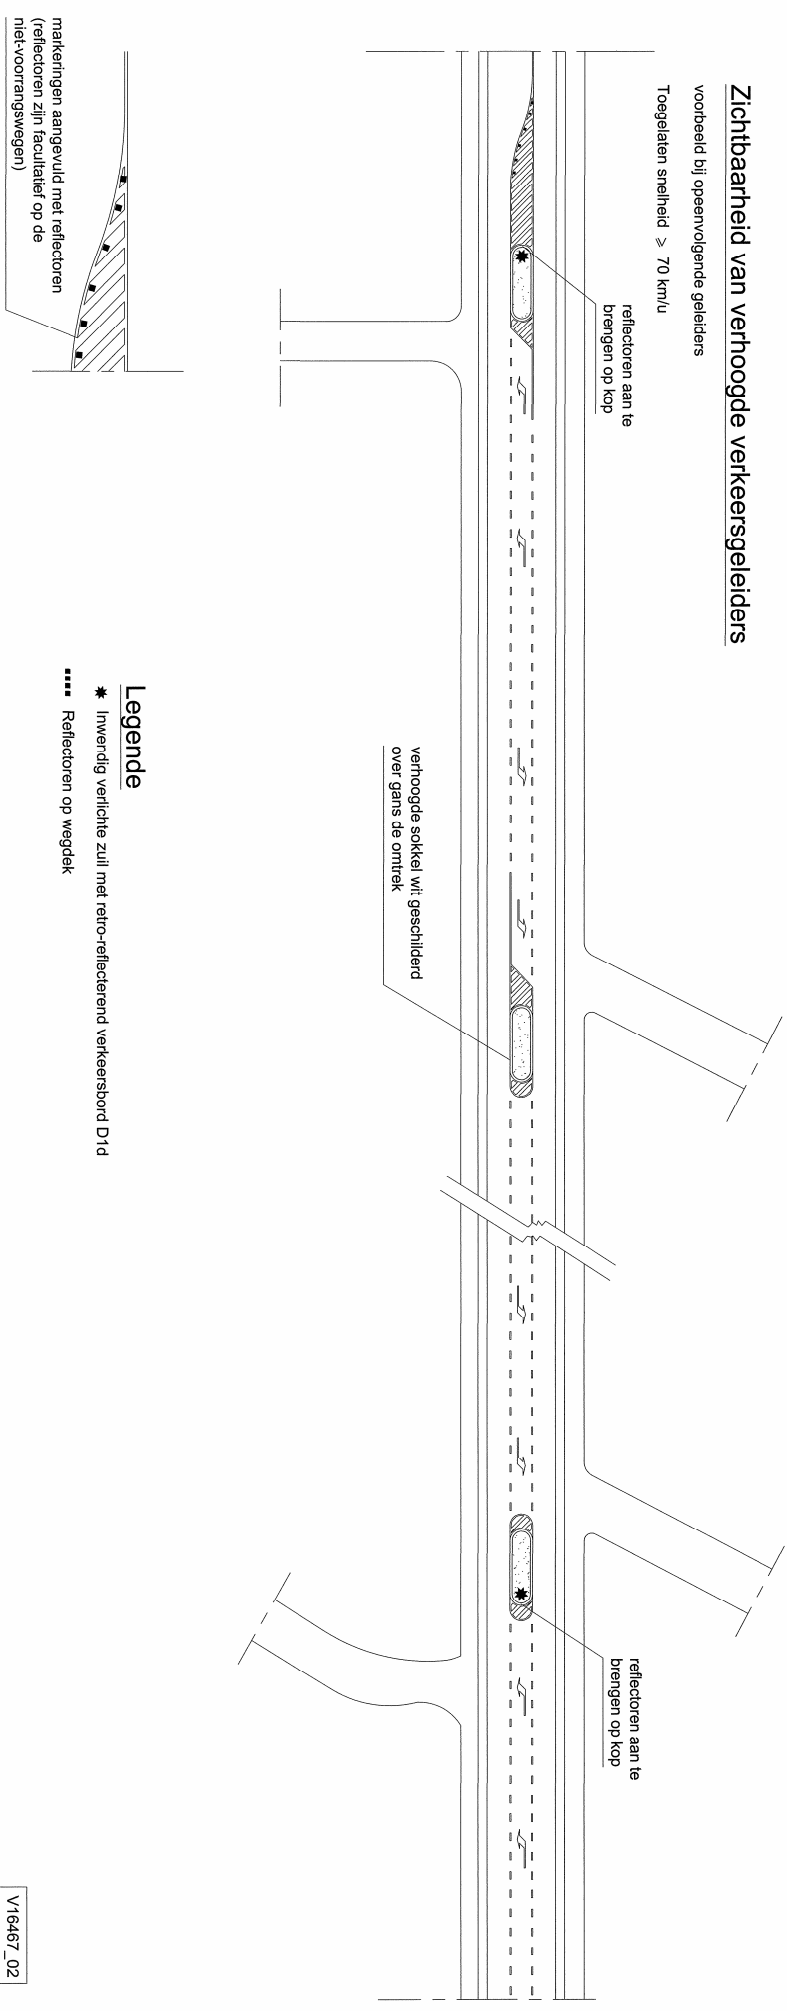 Zichtbaarheid van verhoogde verkeersgeleiders
voorbeeld bij opeenvolgende geleiders
Toegelaten snelheid ⩾ 70 km/u
reflectoren aan te
brengen op kop
reflectoren aan te
brengen op kop
verhoogde sokkel wit geschilderd
over gans de omtrek
markeringen aangevuld met reflectoren
(reflectoren zijn facultatief op de
niet-voorrangswegen)
Legende
Inwendig verlichte zuil met retro-reflecterend verkeersbord D1d
Reflectoren op wegdek
V16467_02